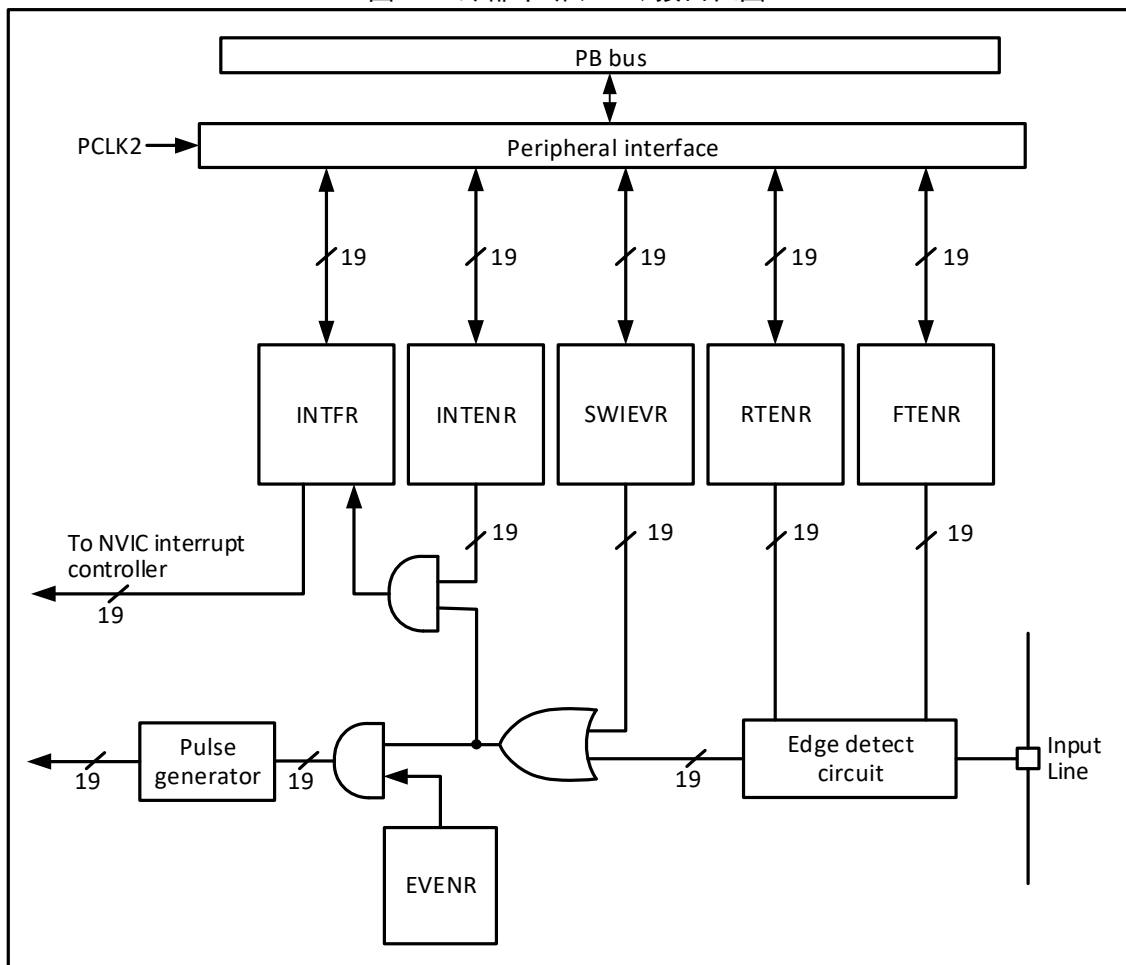 PB bus
PCLK2
Peripheral interface
19 19 19 19 19
INTFR INTENR SWIEVR RTENR FTENR
19 19 19 19
To NVIC interrupt
controller
19
Pulse
generator
19
19
19
Edge detect
circuit
Input
Line
EVENR